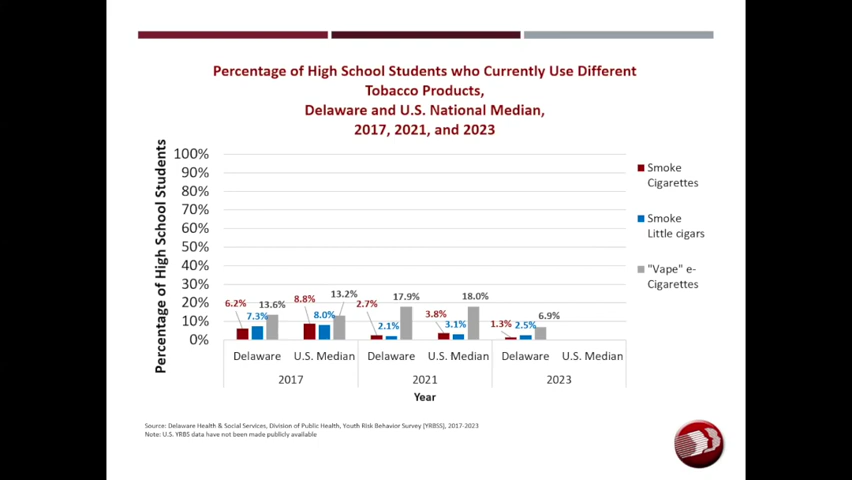 Percentage of High School Students who Currently Use Different
Tobacco Products,
Delaware and U.S. National Median,
2017, 2021, and 2023
Percentage of High School Students
100%
90%
80%
70%
60%
50%
40%
30%
20%
10%
0%
6.2%
7.3%
13.6%
8.8%
8.0%
13.2%
2.7%
2.1%
17.9%
3.8%
3.1%
18.0%
1.3%
2.5%
6.9%
Smoke
Cigarettes
Smoke
Little cigars
"Vape" e-
Cigarettes
Delaware U.S. Median Delaware U.S. Median Delaware U.S. Median
2017 2021 2023
Year
Source: Delaware Health & Social Services, Division of Public Health, Youth Risk Behavior Survey (YRBSS), 2017-2023
Note: U.S. YRBS data have not been made publicly available